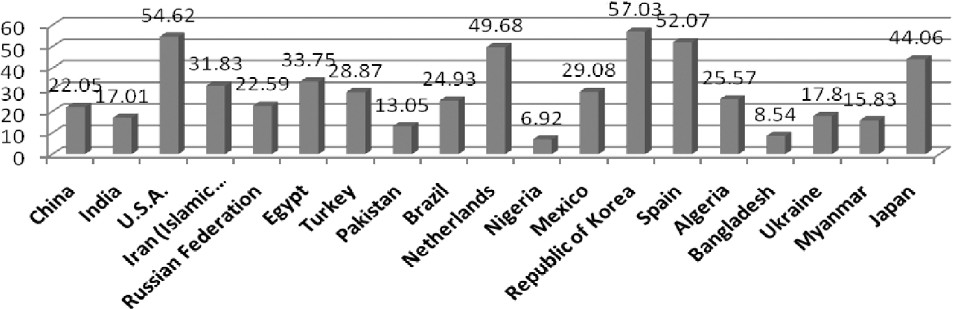 60
50
40
30
20
10
0
22.05
17.01
54.62
31.83
22.59
33.75
28.87
13.05
24.93
49.68
6.92
29.08
57.03
52.07
25.57
8.54
17.8
15.83
44.06
China
India
U.S.A.
Iran (Islamic...
Russian Federation
Egypt
Turkey
Pakistan
Brazil
Netherlands
Nigeria
Mexico
Republic of Korea
Spain
Algeria
Bangladesh
Ukraine
Myanmar
Japan